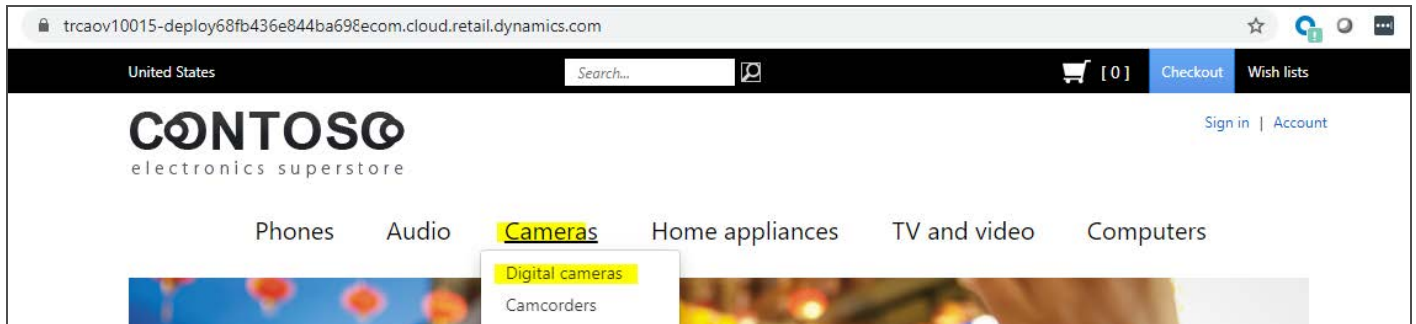 trcaov10015-deploy68fb436e844ba698ecom.cloud.retail.dynamics.com
United States Search... [ 0 ] Checkout Wish lists
CONTOSO
electronics superstore
Sign in | Account
Phones Audio Cameras Home appliances TV and video Computers
Digital cameras
Camcorders